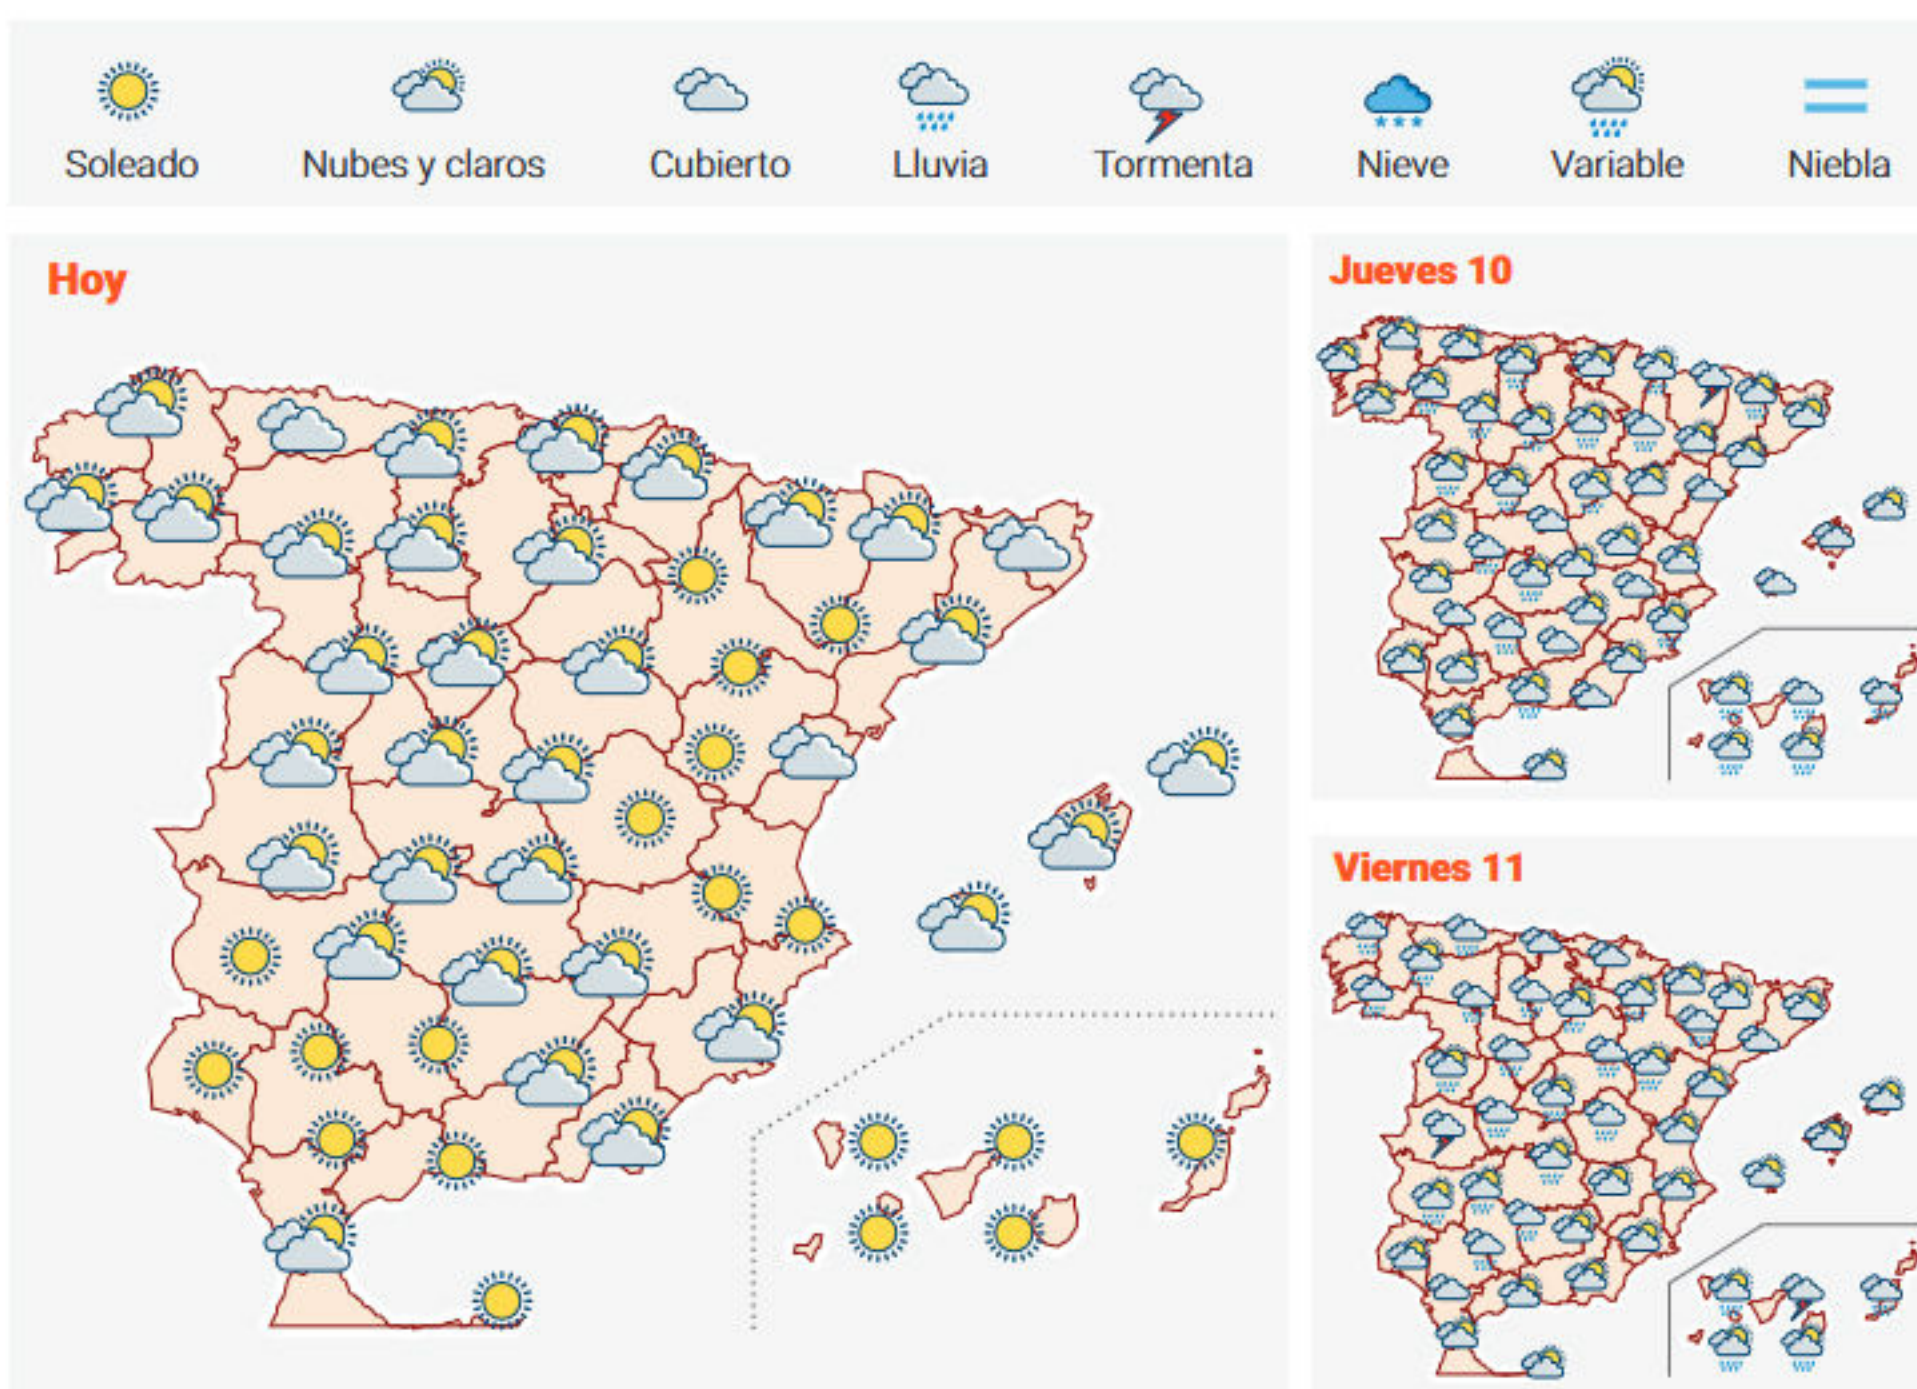 Soleado Nubes y claros Cubierto Lluvia Tormenta Nieve Variable Niebla
Hoy
Jueves 10
Viernes 11